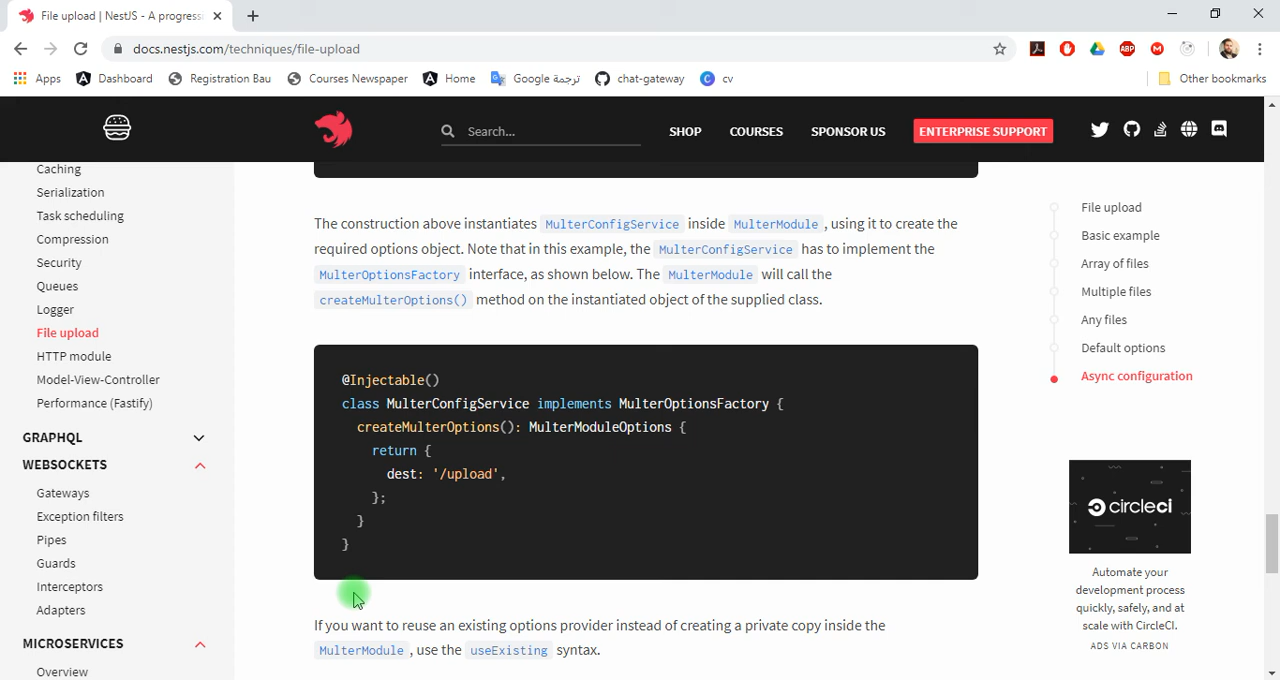 File upload | NestJS - A progress
docs.nestjs.com/techniques/file-upload
Apps Dashboard Registration Bau Courses Newspaper Home ترجمة Google chat-gateway cv Other bookmarks
Search... SHOP COURSES SPONSOR US ENTERPRISE SUPPORT
Caching
Serialization
Task scheduling
Compression
Security
Queues
Logger
File upload
HTTP module
Model-View-Controller
Performance (Fastify)
GRAPHQL
WEBSOCKETS
Gateways
Exception filters
Pipes
Guards
Interceptors
Adapters
MICROSERVICES
Overview
The construction above instantiates MulterConfigService inside MulterModule, using it to create the
required options object. Note that in this example, the MulterConfigService has to implement the
MulterOptionsFactory interface, as shown below. The MulterModule will call the
createMulterOptions() method on the instantiated object of the supplied class.
@Injectable()
class MulterConfigService implements MulterOptionsFactory {
createMulterOptions(): MulterModuleOptions {
return {
dest: '/upload',
};
}
}
If you want to reuse an existing options provider instead of creating a private copy inside the
MulterModule, use the useExisting syntax.
File upload
Basic example
Array of files
Multiple files
Any files
Default options
Async configuration
circleci
Automate your
development process
quickly, safely, and at
scale with CircleCI.
ADS VIA CARBON